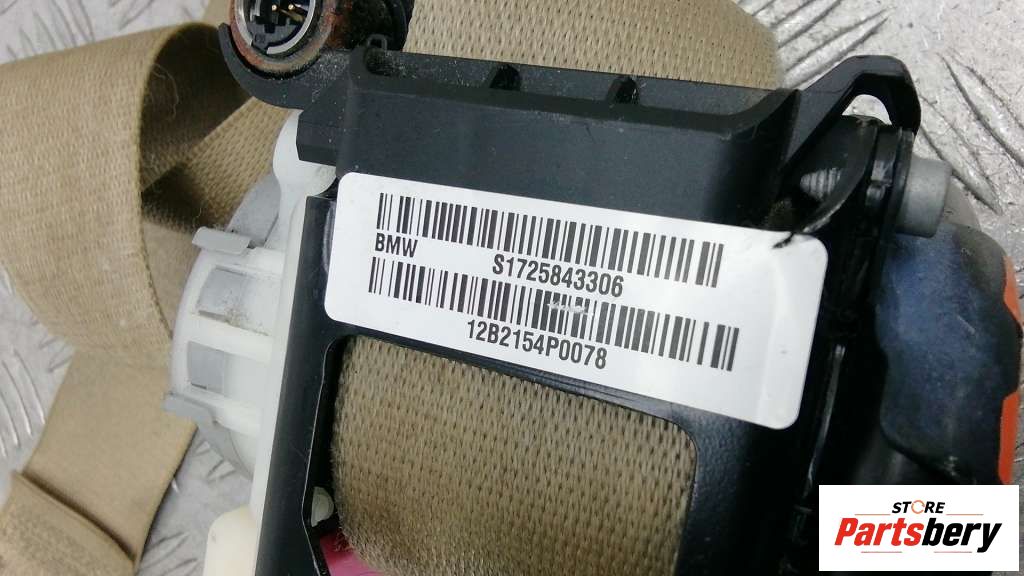 BMW S1725843306
12B2154P0078
STORE
Partsbery